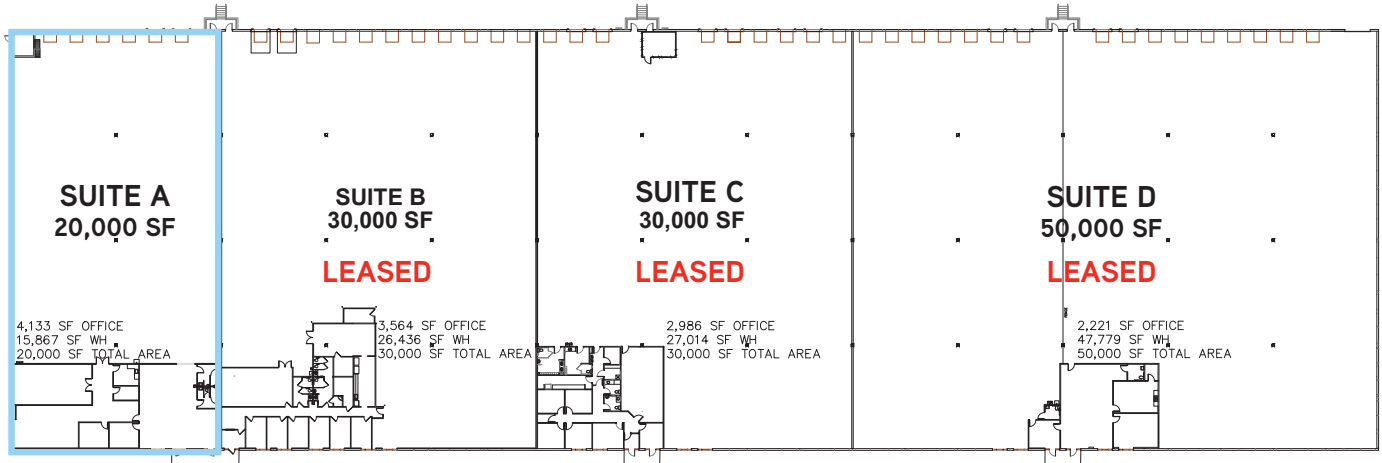 SUITE A
20,000 SF
4,133 SF OFFICE
15,867 SF WH
20,000 SF TOTAL AREA
SUITE B
30,000 SF
LEASED
3,564 SF OFFICE
26,436 SF WH
30,000 SF TOTAL AREA
SUITE C
30,000 SF
LEASED
2,986 SF OFFICE
27,014 SF WH
30,000 SF TOTAL AREA
SUITE D
50,000 SF
LEASED
2,221 SF OFFICE
47,779 SF WH
50,000 SF TOTAL AREA